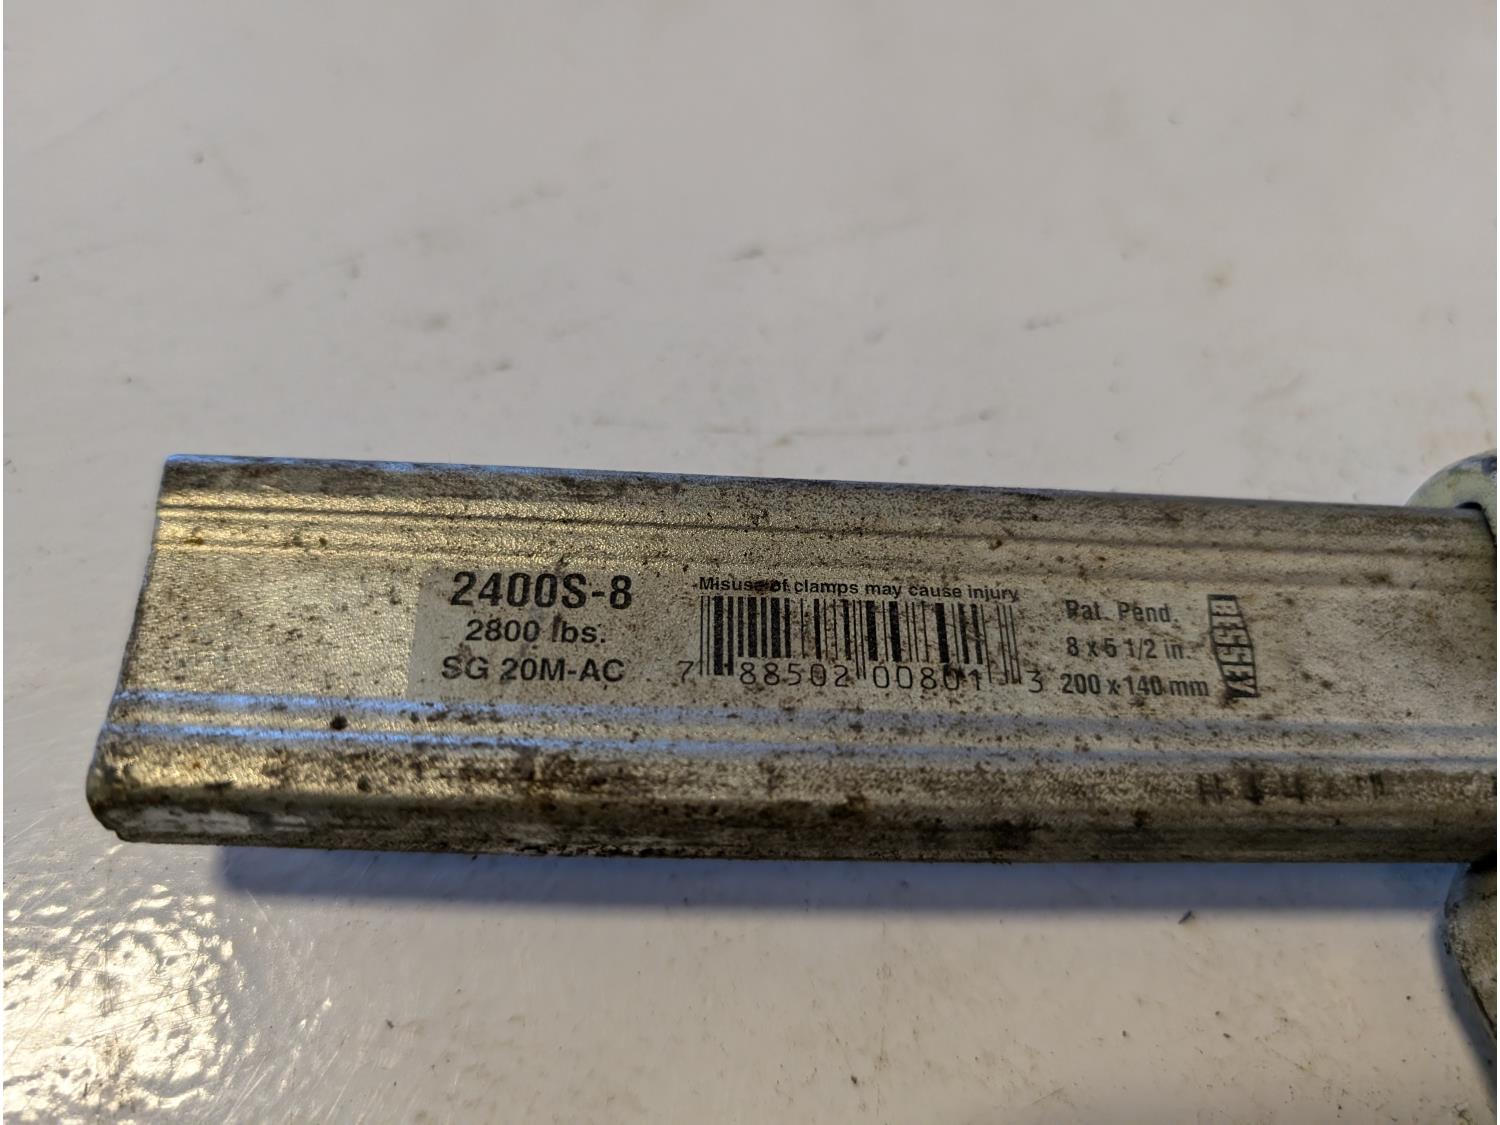 2400S-8
2800 lbs.
SG 20M-AC
Misuse of clamps may cause injury
7 88502 00801 3
Pat. Pend.
8 x 5 1/2 in.
200 x 140 mm
BESSEY